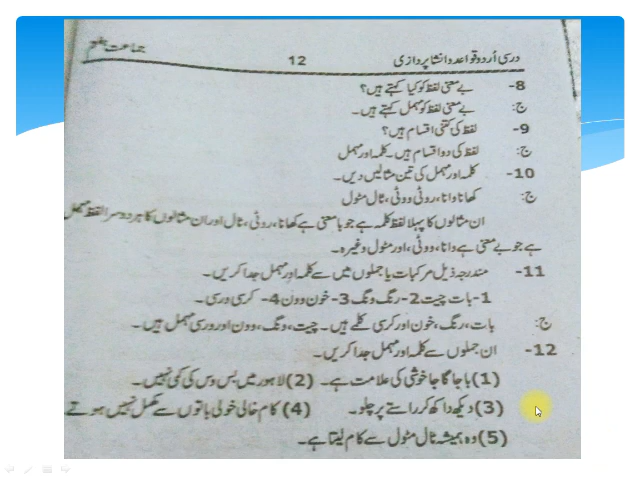 درسی اُردو قواعد و انشا پردازی 12 جماعت ہفتم
8- بے معنی لفظ کو کیا کہتے ہیں؟
ج: بے معنی لفظ کو مہمل کہتے ہیں۔
9- لفظ کی کتنی اقسام ہیں؟
ج: لفظ کی دو اقسام ہیں۔ کلمہ اور مہمل
10- کلمہ اور مہمل کی تین مثالیں دیں۔
ج: کھانا وانا، روٹی ووٹی، ٹال مٹول
ان مثالوں کا پہلا لفظ کلمہ ہے جو بامعنی ہے کھانا، روٹی، ٹال اور ان مثالوں کا ہر دوسرا لفظ مہمل
ہے جو بے معنی ہے وانا، ووٹی، اور مٹول وغیرہ۔
11- مندرجہ ذیل مرکبات یا جملوں میں سے کلمہ اور مہمل جدا کریں۔
1- بات چیت 2- رنگ ونگ 3- خون وون 4- کرسی ورسی۔
ج: بات، رنگ، خون اور کرسی کلمے ہیں۔ چیت، ونگ، وون اور ورسی مہمل ہیں۔
12- ان جملوں سے کلمہ اور مہمل جدا کریں۔
(1) باجا گاجا خوشی کی علامت ہے۔ (2) لاہور میں بس وس کی کمی نہیں۔
(3) دیکھ داکھ کر راستے پر چلو۔ (4) کام خالی خولی باتوں سے مکمل نہیں ہوتے
(5) وہ ہمیشہ ٹال مٹول سے کام لیتا ہے۔